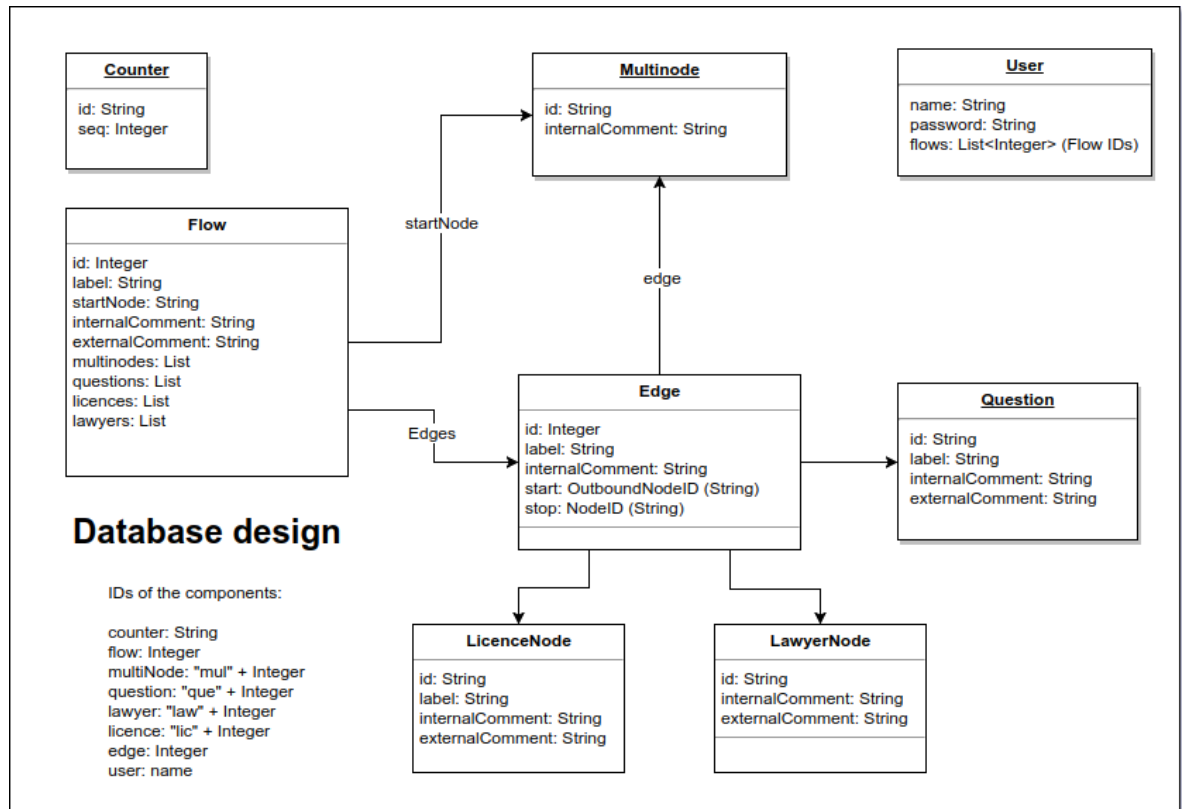 Counter
id: String
seq: Integer
Multinode
id: String
internalComment: String
User
name: String
password: String
flows: List<Integer> (Flow IDs)
Flow
id: Integer
label: String
startNode: String
internalComment: String
externalComment: String
multinodes: List
questions: List
licences: List
lawyers: List
startNode
edge
Edges
Edge
id: Integer
label: String
internalComment: String
start: OutboundNodeID (String)
stop: NodeID (String)
Question
id: String
label: String
internalComment: String
externalComment: String
Database design
IDs of the components:
counter: String
flow: Integer
multiNode: "mul" + Integer
question: "que" + Integer
lawyer: "law" + Integer
licence: "lic" + Integer
edge: Integer
user: name
LicenceNode
id: String
label: String
internalComment: String
externalComment: String
LawyerNode
id: String
internalComment: String
externalComment: String